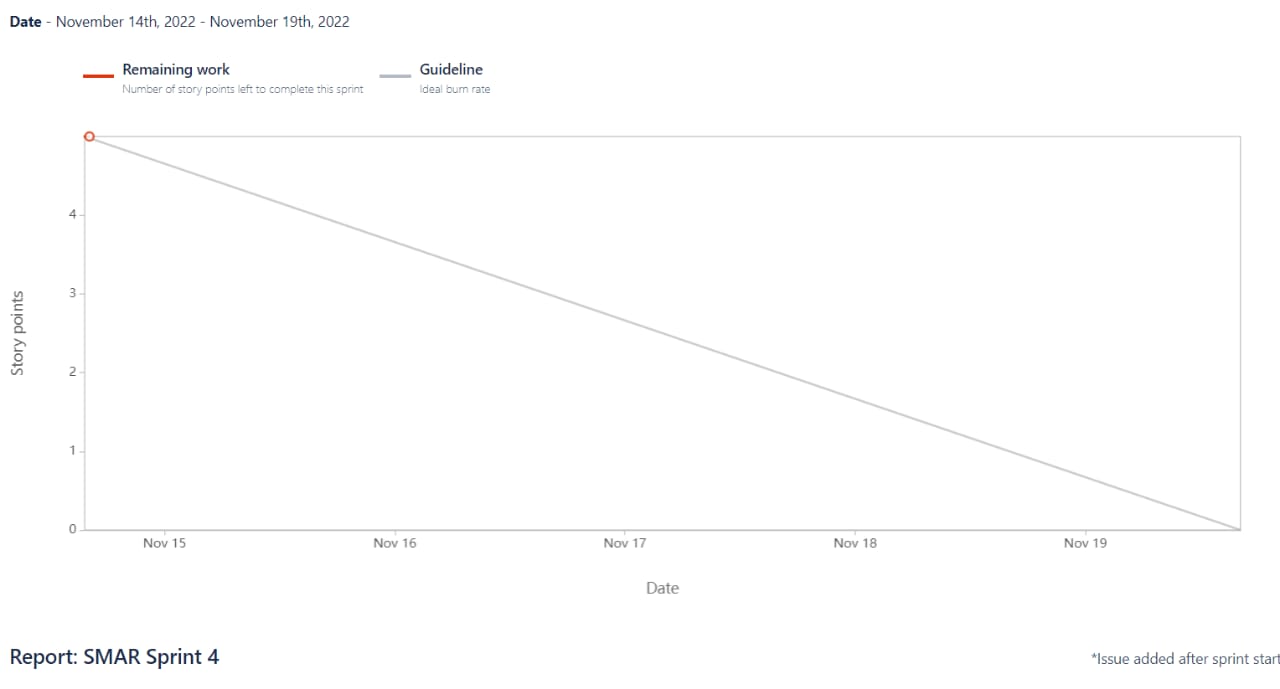 Date - November 14th, 2022 - November 19th, 2022
Remaining work
Number of story points left to complete this sprint
Guideline
Ideal burn rate
4
3
2
1
0
Story points
Nov 15
Nov 16
Nov 17
Nov 18
Nov 19
Date
Report: SMAR Sprint 4
*Issue added after sprint start